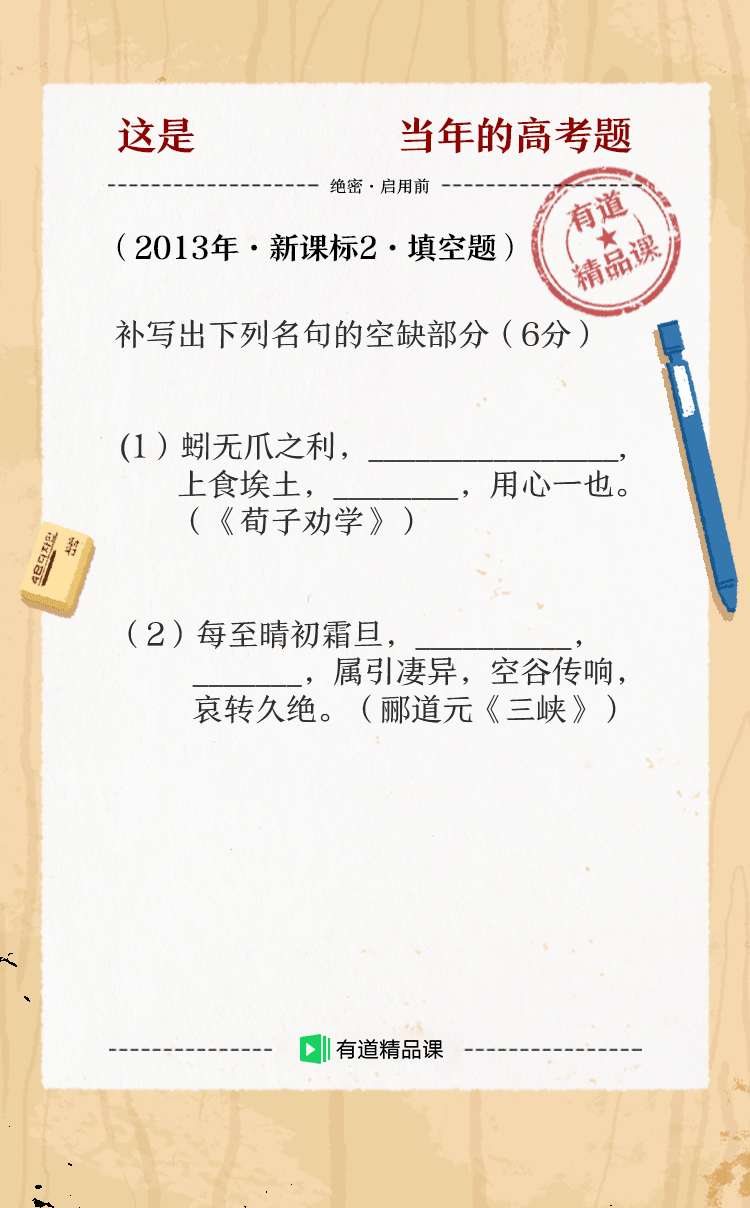 这是 当年的高考题
绝密·启用前
有道
精品课
（2013年·新课标2·填空题）
补写出下列名句的空缺部分（6分）
(1）蚓无爪之利，________________，
上食埃土，________，用心一也。
（《荀子劝学》）
（2）每至晴初霜旦，__________，
_______，属引凄异，空谷传响，
哀转久绝。（郦道元《三峡》）
有道精品课